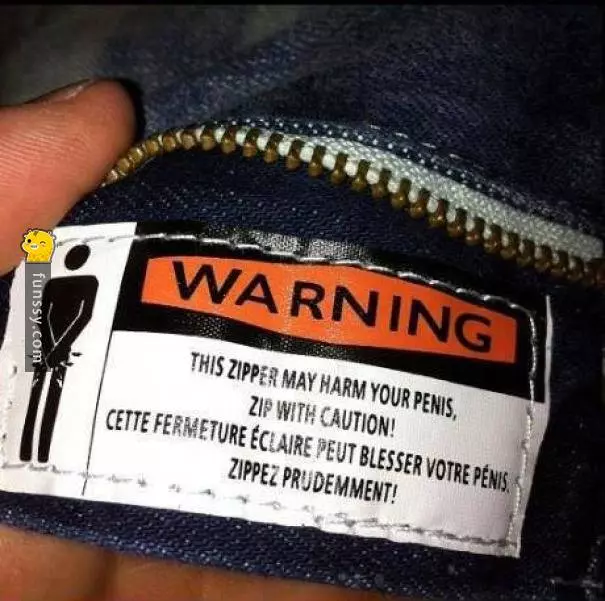 WARNING
THIS ZIPPER MAY HARM YOUR PENIS,
ZIP WITH CAUTION!
CETTE FERMETURE ÉCLAIRE PEUT BLESSER VOTRE PÉNIS,
ZIPPEZ PRUDEMMENT!
funssy.com